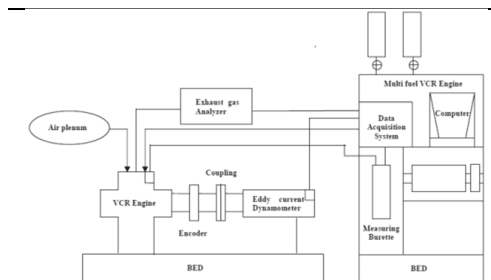 Multi fuel VCR Engine
Exhaust gas
Analyzer
Computer
Data
Acquisition
System
Air plenum
Coupling
VCR Engine
Eddy current
Dynamometer
Measuring
Burette
Encoder
BED
BED